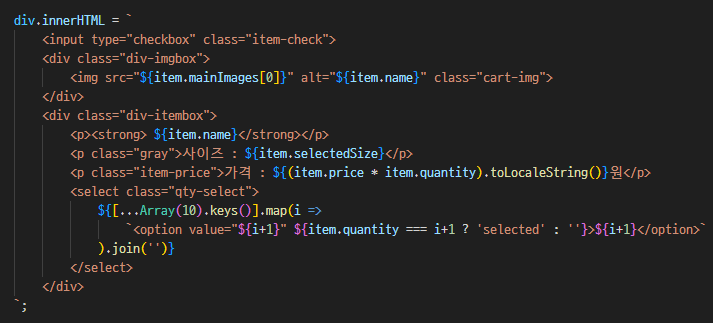 div.innerHTML = `
<input type="checkbox" class="item-check">
<div class="div-imgbox">
<img src="${item.mainImages[0]}" alt="${item.name}" class="cart-img">
</div>
<div class="div-itembox">
<p><strong> ${item.name}</strong></p>
<p class="gray">사이즈 : ${item.selectedSize}</p>
<p class="item-price">가격 : ${(item.price * item.quantity).toLocaleString()}원</p>
<select class="qty-select">
${[...Array(10).keys()].map(i =>
`<option value="${i+1}" ${item.quantity === i+1 ? 'selected' : ''}>${i+1}</option>`
).join('')}
</select>
</div>
`;